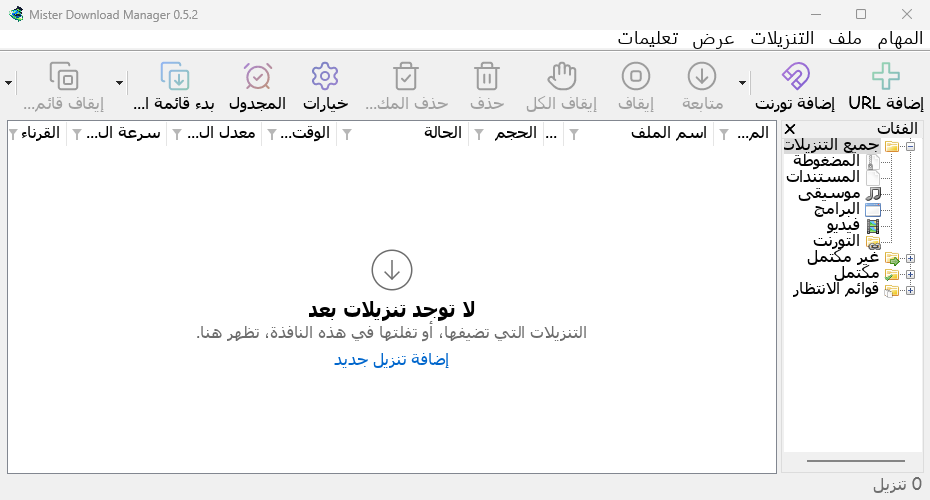 Mister Download Manager 0.5.2
المهام ملف التنزيلات عرض تعليمات
إضافة URL إضافة تورنت متابعة إيقاف إيقاف الكل حذف حذف المك... خيارات المجدول بدء قائمة ا... إيقاف قائم...
الفئات
جميع التنزيلات
المضغوطة
المستندات
موسيقى
البرامج
فيديو
التورنت
غير مكتمل
مكتمل
قوائم الانتظار
الم... اسم الملف ... الحجم الحالة الوقت... معدل ال... سرعة ال... القرناء
لا توجد تنزيلات بعد
التنزيلات التي تضيفها، أو تفلتها في هذه النافذة، تظهر هنا.
إضافة تنزيل جديد
0 تنزيل